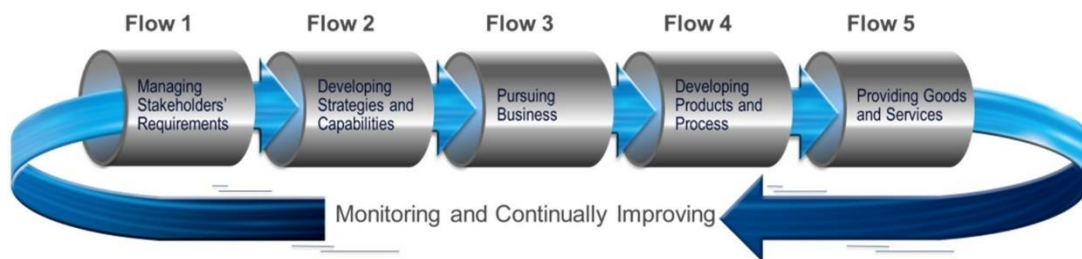 Flow 1
Flow 2
Flow 3
Flow 4
Flow 5
Managing
Stakeholders'
Requirements
Developing
Strategies and
Capabilities
Pursuing
Business
Developing
Products and
Process
Providing Goods
and Services
Monitoring and Continually Improving